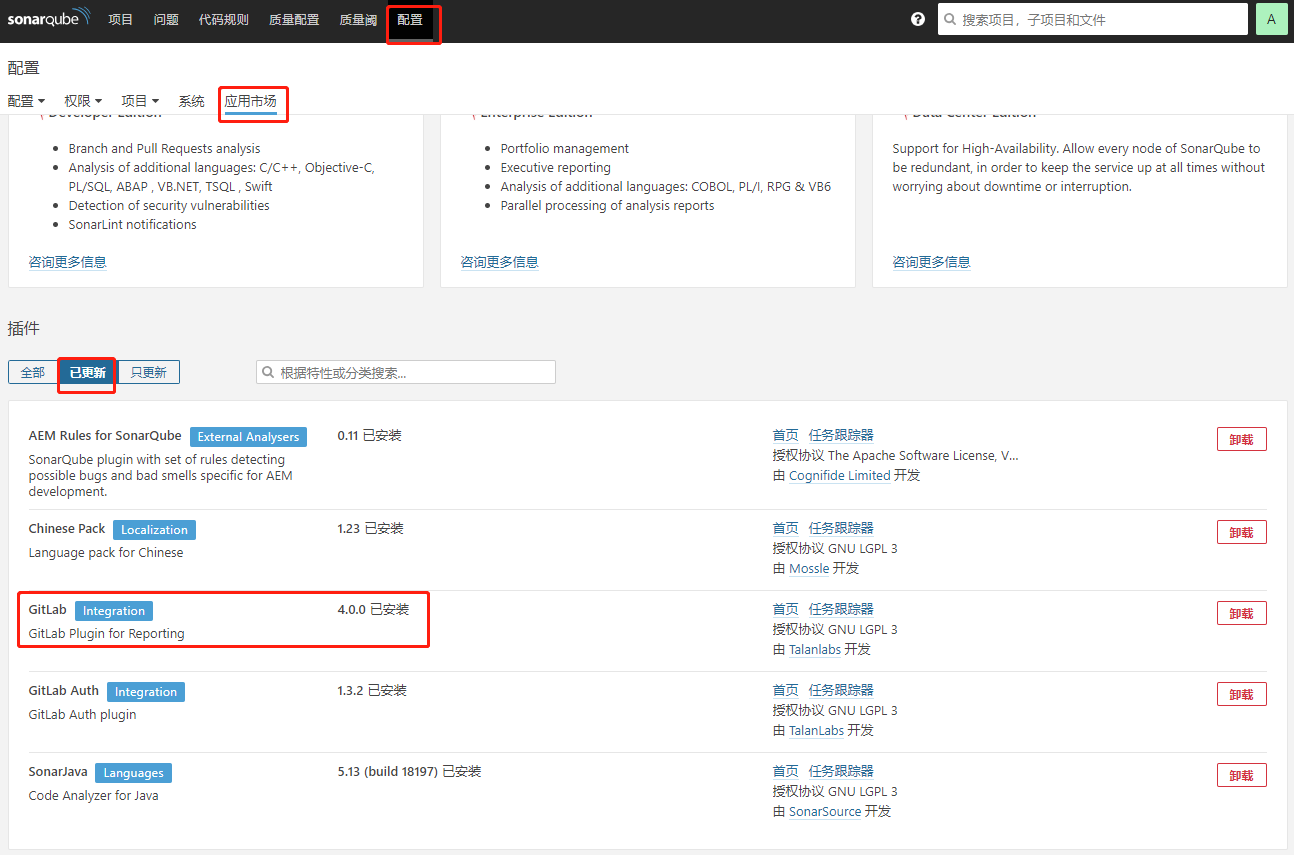 sonarqube 项目 问题 代码规则 质量配置 质量阈 配置 ? 搜索项目，子项目和文件 A
配置
配置 权限 项目 系统 应用市场
Developer Edition Enterprise Edition Data Center Edition
Branch and Pull Requests analysis
Analysis of additional languages: C/C++, Objective-C,
PL/SQL, ABAP , VB.NET, TSQL , Swift
Detection of security vulnerabilities
SonarLint notifications
咨询更多信息
Portfolio management
Executive reporting
Analysis of additional languages: COBOL, PL/I, RPG & VB6
Parallel processing of analysis reports
咨询更多信息
Support for High-Availability. Allow every node of SonarQube to
be redundant, in order to keep the service up at all times without
worrying about downtime or interruption.
咨询更多信息
插件
全部 已更新 只更新 根据特性或分类搜索...
AEM Rules for SonarQube External Analysers 0.11 已安装 首页 任务跟踪器 卸载
SonarQube plugin with set of rules detecting
possible bugs and bad smells specific for AEM
development.
授权协议 The Apache Software License, V...
由 Cognifide Limited 开发
Chinese Pack Localization 1.23 已安装 首页 任务跟踪器 卸载
Language pack for Chinese 授权协议 GNU LGPL 3
由 Mossle 开发
GitLab Integration 4.0.0 已安装 首页 任务跟踪器 卸载
GitLab Plugin for Reporting 授权协议 GNU LGPL 3
由 Talanlabs 开发
GitLab Auth Integration 1.3.2 已安装 首页 任务跟踪器 卸载
GitLab Auth plugin 授权协议 GNU LGPL 3
由 TalanLabs 开发
SonarJava Languages 5.13 (build 18197) 已安装 首页 任务跟踪器 卸载
Code Analyzer for Java 授权协议 GNU LGPL 3
由 SonarSource 开发